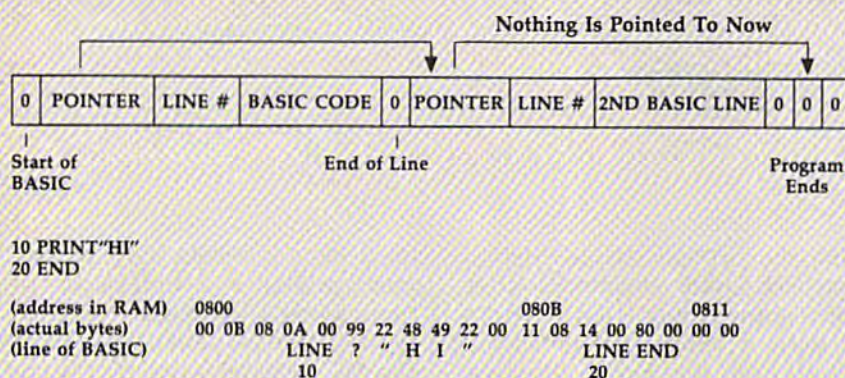 Nothing Is Pointed To Now
0 POINTER LINE # BASIC CODE 0 POINTER LINE # 2ND BASIC LINE 0 0 0
Start of BASIC End of Line Program Ends
10 PRINT"HI"
20 END
(address in RAM) 0800 080B 0811
(actual bytes) 00 0B 08 0A 00 99 22 48 49 22 00 11 08 14 00 80 00 00 00
(line of BASIC) LINE ? " H I " LINE END
10 20